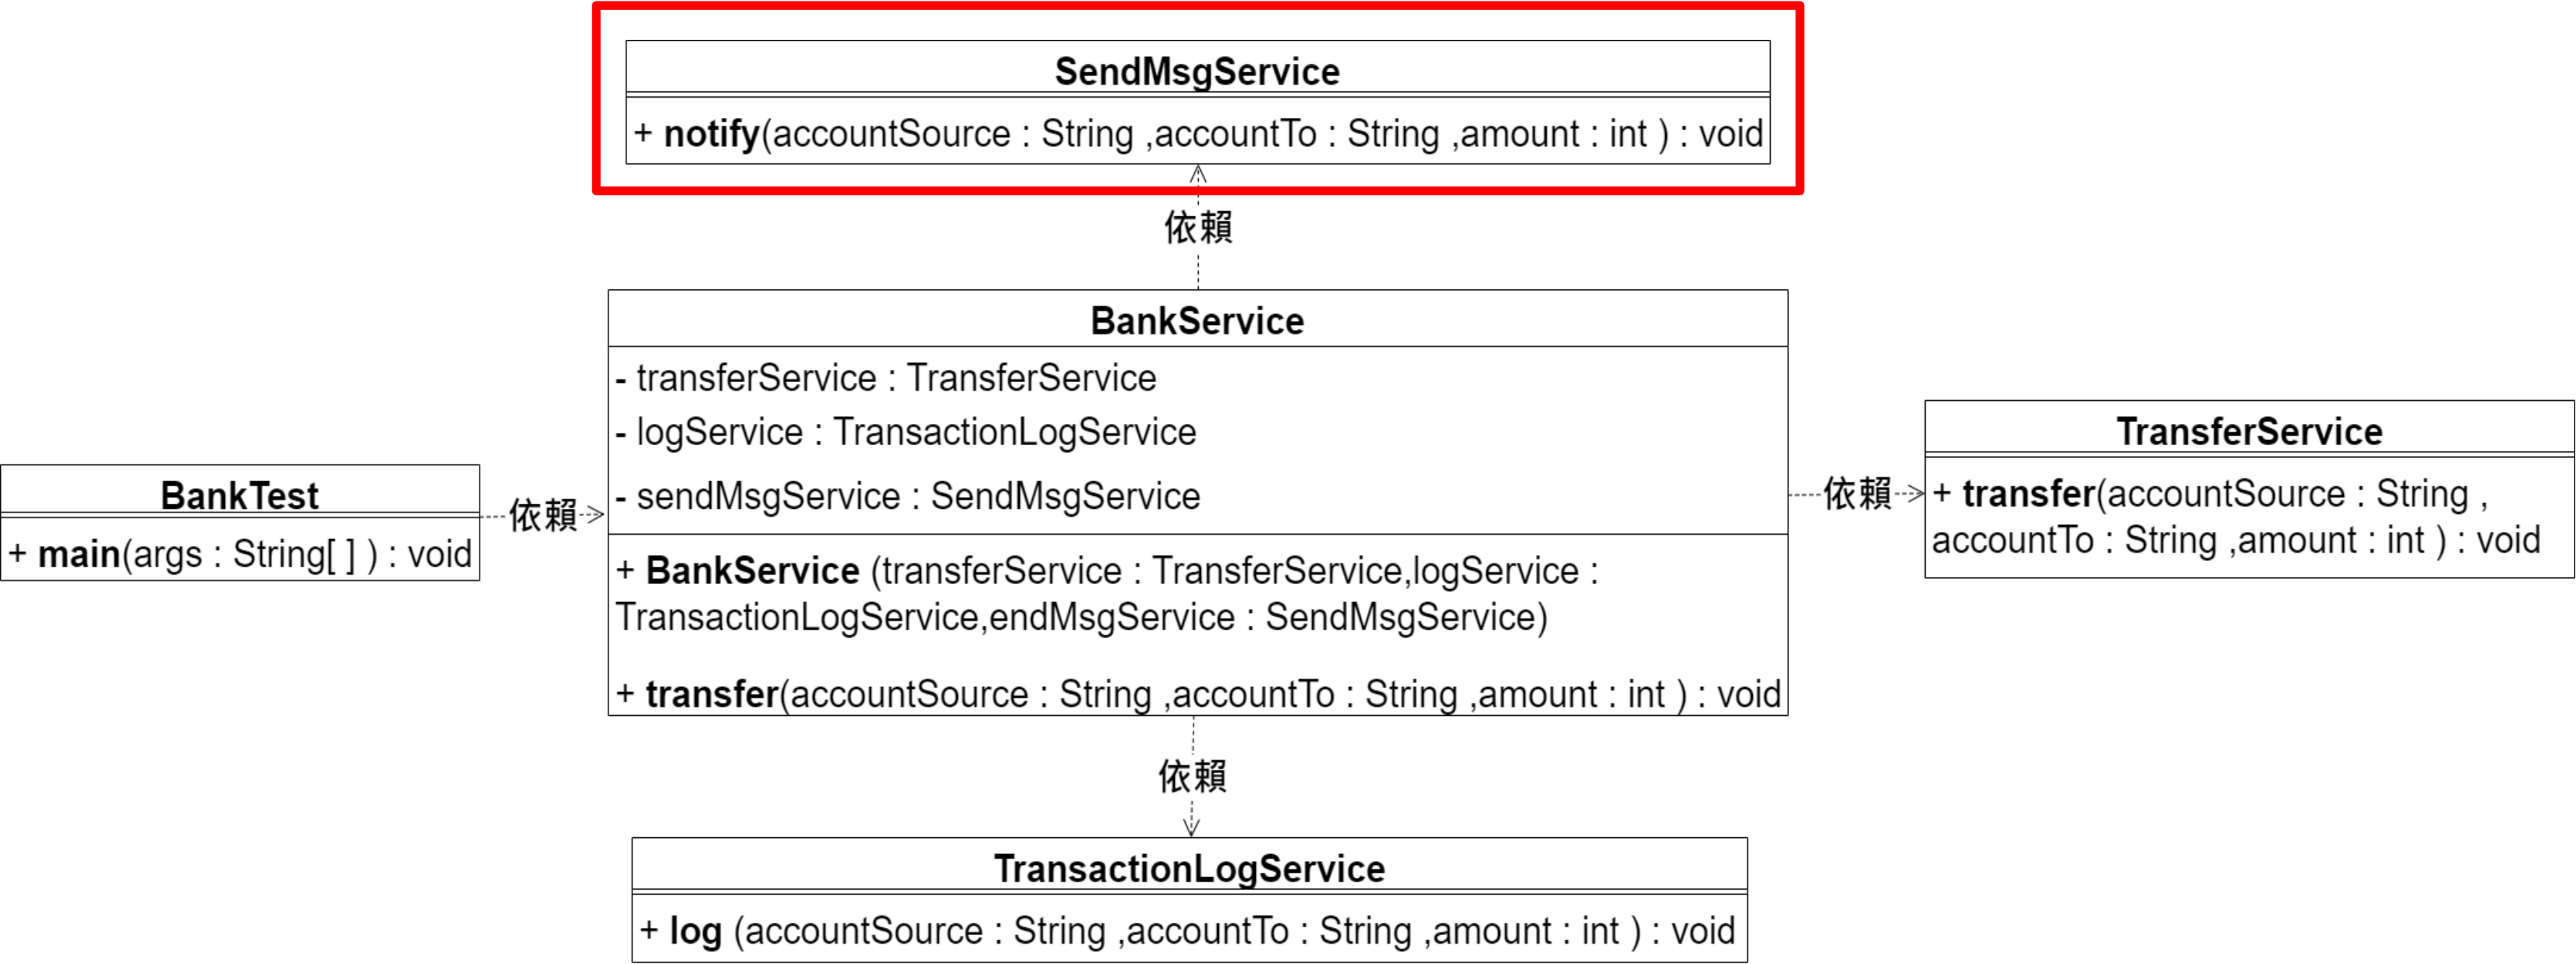 SendMsgService
+ notify(accountSource : String ,accountTo : String ,amount : int ) : void
依賴
BankService
- transferService : TransferService
- logService : TransactionLogService
- sendMsgService : SendMsgService
+ BankService (transferService : TransferService,logService :
TransactionLogService,endMsgService : SendMsgService)
+ transfer(accountSource : String ,accountTo : String ,amount : int ) : void
BankTest
+ main(args : String[ ] ) : void
依賴
依賴
TransferService
+ transfer(accountSource : String ,
accountTo : String ,amount : int ) : void
依賴
TransactionLogService
+ log (accountSource : String ,accountTo : String ,amount : int ) : void